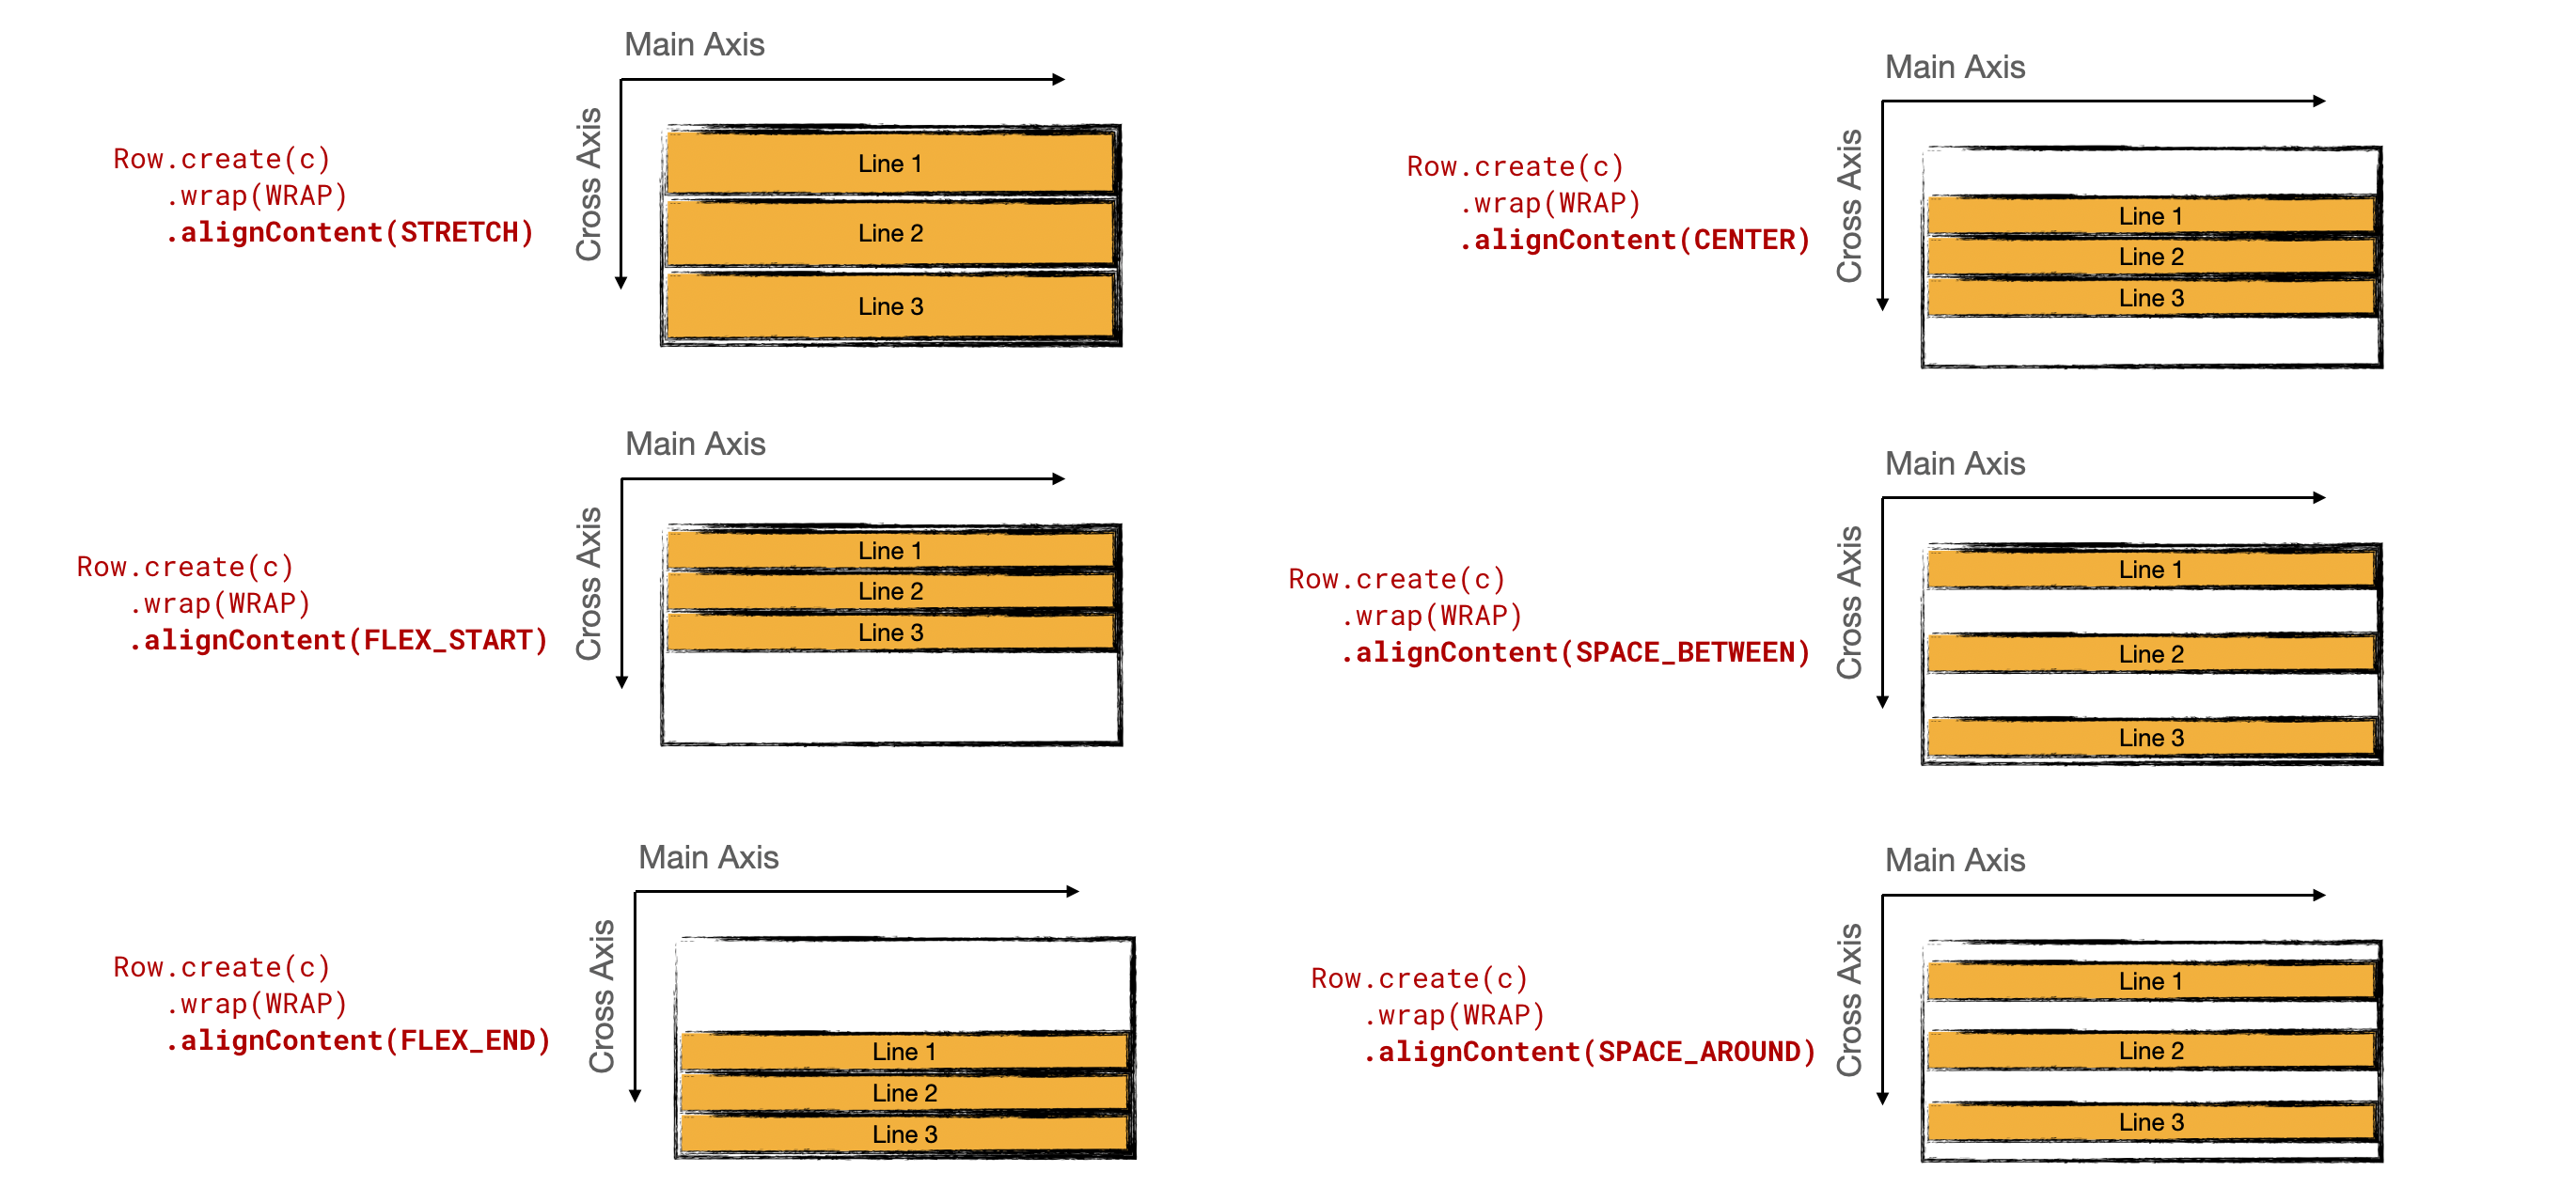 Main Axis
Cross Axis
Row.create(c)
.wrap(WRAP)
.alignContent(STRETCH)
Line 1
Line 2
Line 3
Main Axis
Cross Axis
Row.create(c)
.wrap(WRAP)
.alignContent(CENTER)
Line 1
Line 2
Line 3
Main Axis
Cross Axis
Row.create(c)
.wrap(WRAP)
.alignContent(FLEX_START)
Line 1
Line 2
Line 3
Main Axis
Cross Axis
Row.create(c)
.wrap(WRAP)
.alignContent(SPACE_BETWEEN)
Line 1
Line 2
Line 3
Main Axis
Cross Axis
Row.create(c)
.wrap(WRAP)
.alignContent(FLEX_END)
Line 1
Line 2
Line 3
Main Axis
Cross Axis
Row.create(c)
.wrap(WRAP)
.alignContent(SPACE_AROUND)
Line 1
Line 2
Line 3